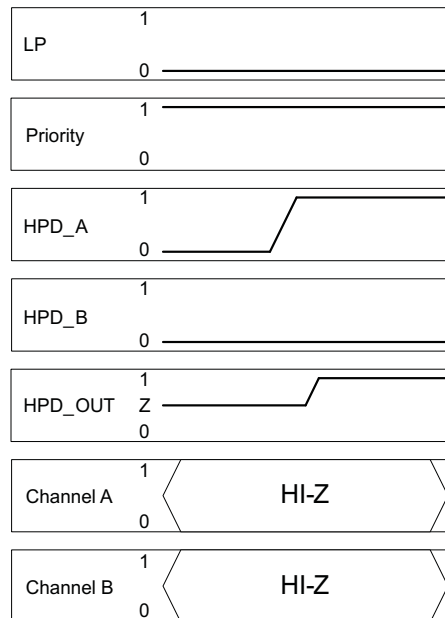 1
LP
0
1
Priority
0
1
HPD_A
0
1
HPD_B
0
1
HPD_OUT Z
0
1
Channel A HI-Z
0
1
Channel B HI-Z
0